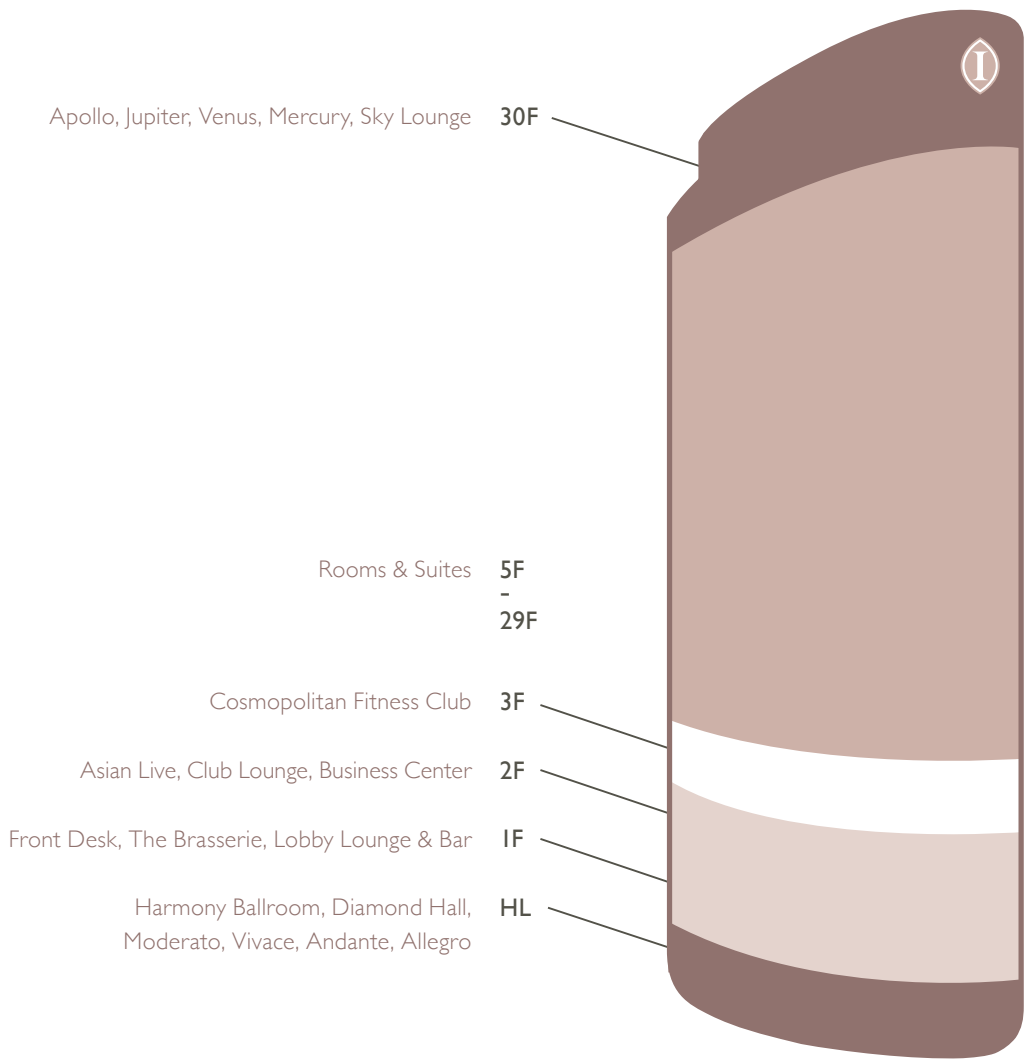 I
Apollo, Jupiter, Venus, Mercury, Sky Lounge 30F
Rooms & Suites 5F
-
29F
Cosmopolitan Fitness Club 3F
Asian Live, Club Lounge, Business Center 2F
Front Desk, The Brasserie, Lobby Lounge & Bar 1F
Harmony Ballroom, Diamond Hall, HL
Moderato, Vivace, Andante, Allegro